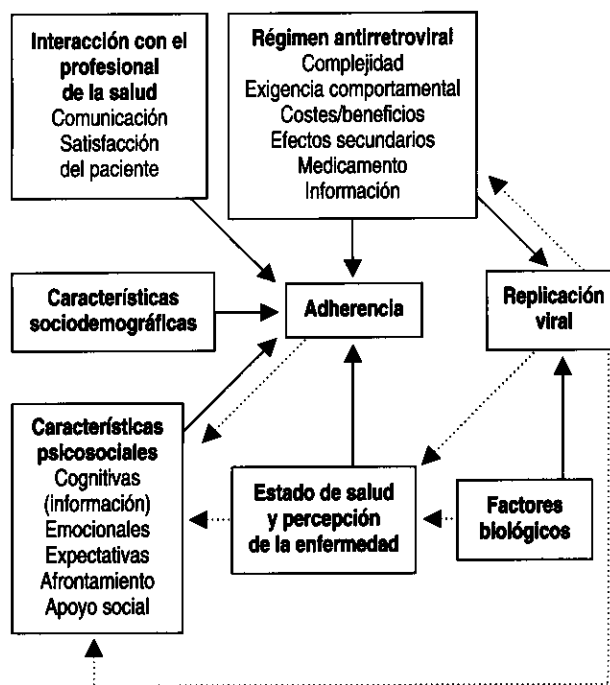 Interacción con el
profesional
de la salud
Comunicación
Satisfacción
del paciente
Régimen antirretroviral
Complejidad
Exigencia comportamental
Costes/beneficios
Efectos secundarios
Medicamento
Información
Características
sociodemográficas
Adherencia
Replicación
viral
Características
psicosociales
Cognitivas
(información)
Emocionales
Expectativas
Afrontamiento
Apoyo social
Estado de salud
y percepción
de la enfermedad
Factores
biológicos